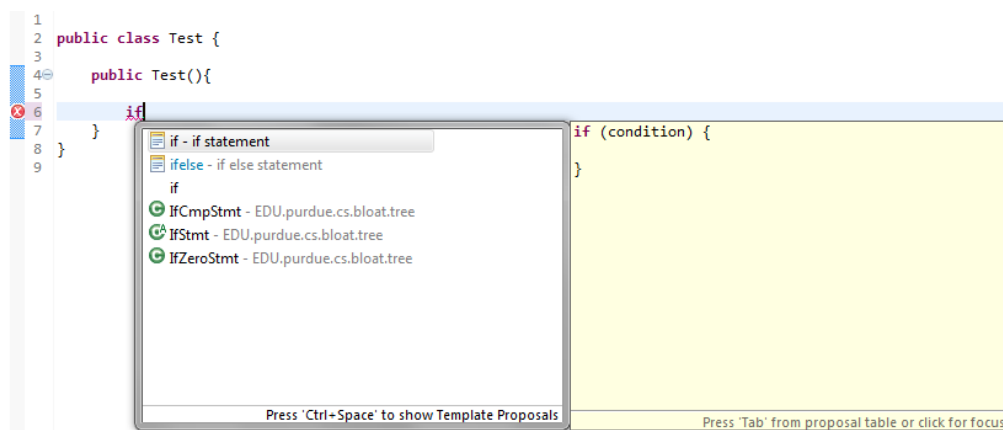 1
2 public class Test {
3
4 public Test(){
5
6 if
7 }
8 }
9
if - if statement
ifelse - if else statement
if
IfCmpStmt - EDU.purdue.cs.bloat.tree
IfStmt - EDU.purdue.cs.bloat.tree
IfZeroStmt - EDU.purdue.cs.bloat.tree
Press 'Ctrl+Space' to show Template Proposals
if (condition) {
}
Press 'Tab' from proposal table or click for focus